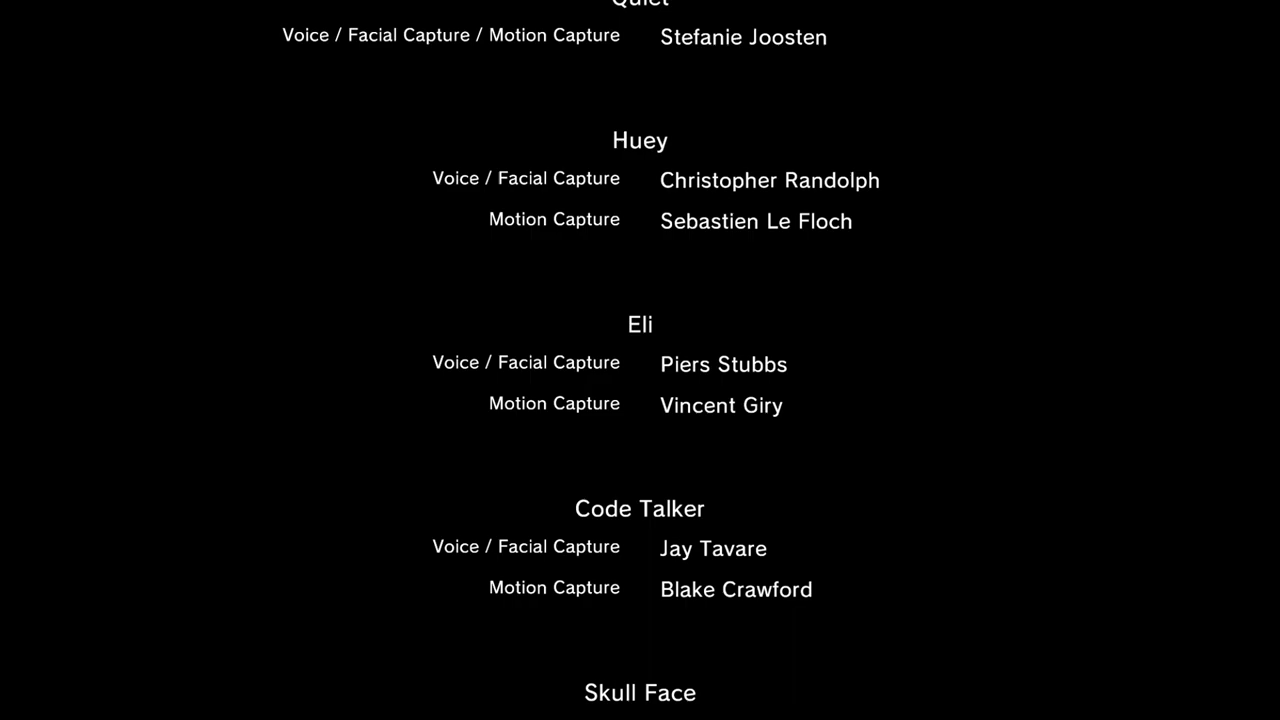 Quiet
Voice / Facial Capture / Motion Capture Stefanie Joosten
Huey
Voice / Facial Capture Christopher Randolph
Motion Capture Sebastien Le Floch
Eli
Voice / Facial Capture Piers Stubbs
Motion Capture Vincent Giry
Code Talker
Voice / Facial Capture Jay Tavare
Motion Capture Blake Crawford
Skull Face